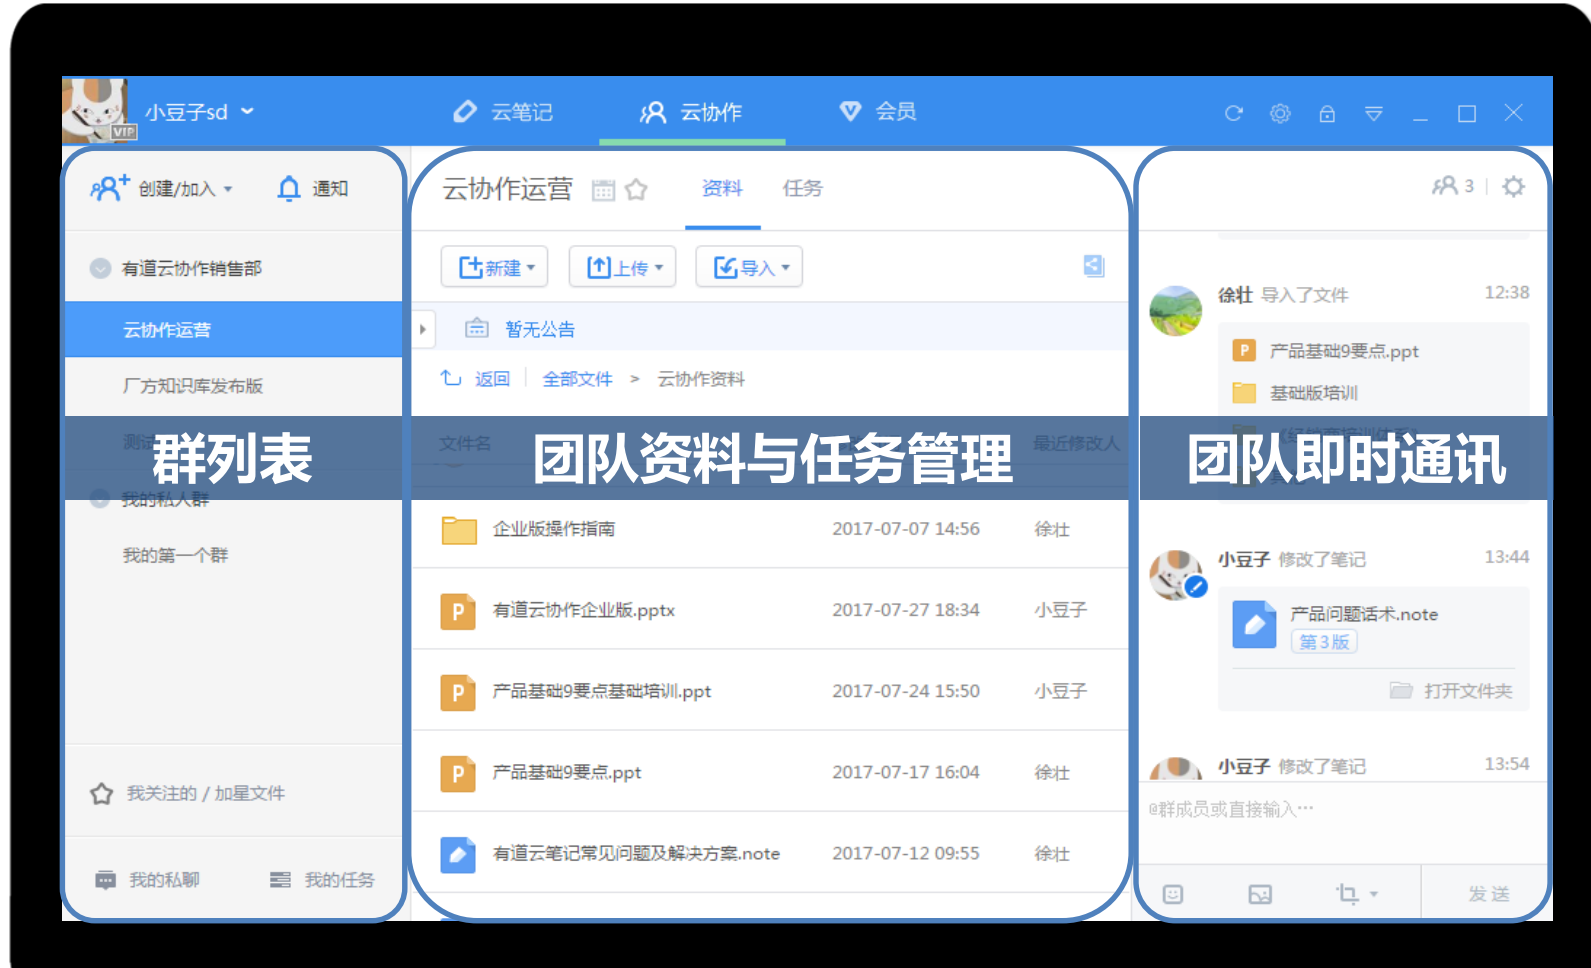 小豆子sd
VIP
云笔记
云协作
会员
创建/加入
通知
有道云协作销售部
云协作运营
厂方知识库发布版
群列表
我的私人群
我的第一个群
我关注的 / 加星文件
我的私聊
我的任务
云协作运营
资料
任务
新建
上传
导入
暂无公告
返回
全部文件 > 云协作资料
文件名
最近修改人
团队资料与任务管理
企业版操作指南 2017-07-07 14:56 徐壮
P 有道云协作企业版.pptx 2017-07-27 18:34 小豆子
P 产品基础9要点基础培训.ppt 2017-07-24 15:50 小豆子
P 产品基础9要点.ppt 2017-07-17 16:04 徐壮
有道云笔记常见问题及解决方案.note 2017-07-12 09:55 徐壮
3
徐壮 导入了文件 12:38
P 产品基础9要点.ppt
基础版培训
团队即时通讯
小豆子 修改了笔记 13:44
产品问题话术.note
第3版
打开文件夹
小豆子 修改了笔记 13:54
@群成员或直接输入···
发送